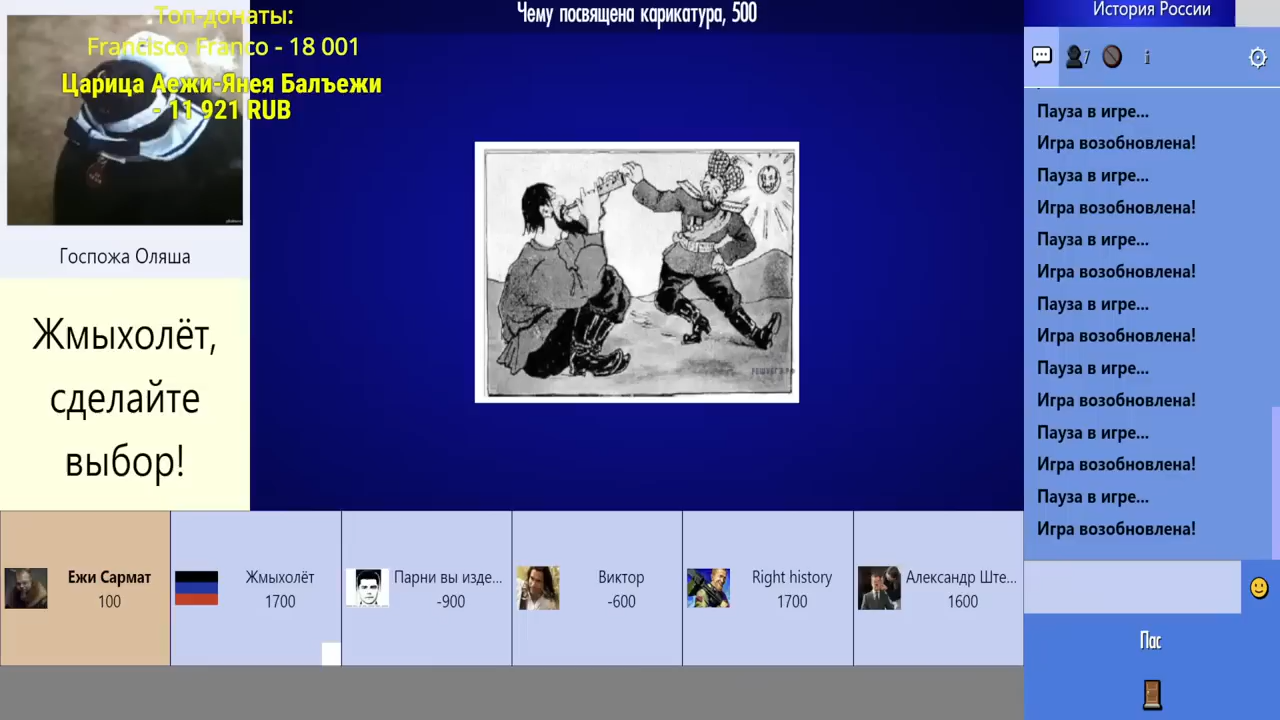 Топ-донаты:
Francisco Franco - 18 001
Царица Аежи-Янея Балъежи
- 11 921 RUB
Госпожа Оляша
Жмыхолёт,
сделайте
выбор!
Чему посвящена карикатура, 500
История России
7
i
Пауза в игре...
Игра возобновлена!
Пауза в игре...
Игра возобновлена!
Пауза в игре...
Игра возобновлена!
Пауза в игре...
Игра возобновлена!
Пауза в игре...
Игра возобновлена!
Пауза в игре...
Игра возобновлена!
Пауза в игре...
Игра возобновлена!
Ежи Сармат
100
Жмыхолёт
1700
Парни вы изде...
-900
Виктор
-600
Right history
1700
Александр Ште...
1600
Пас